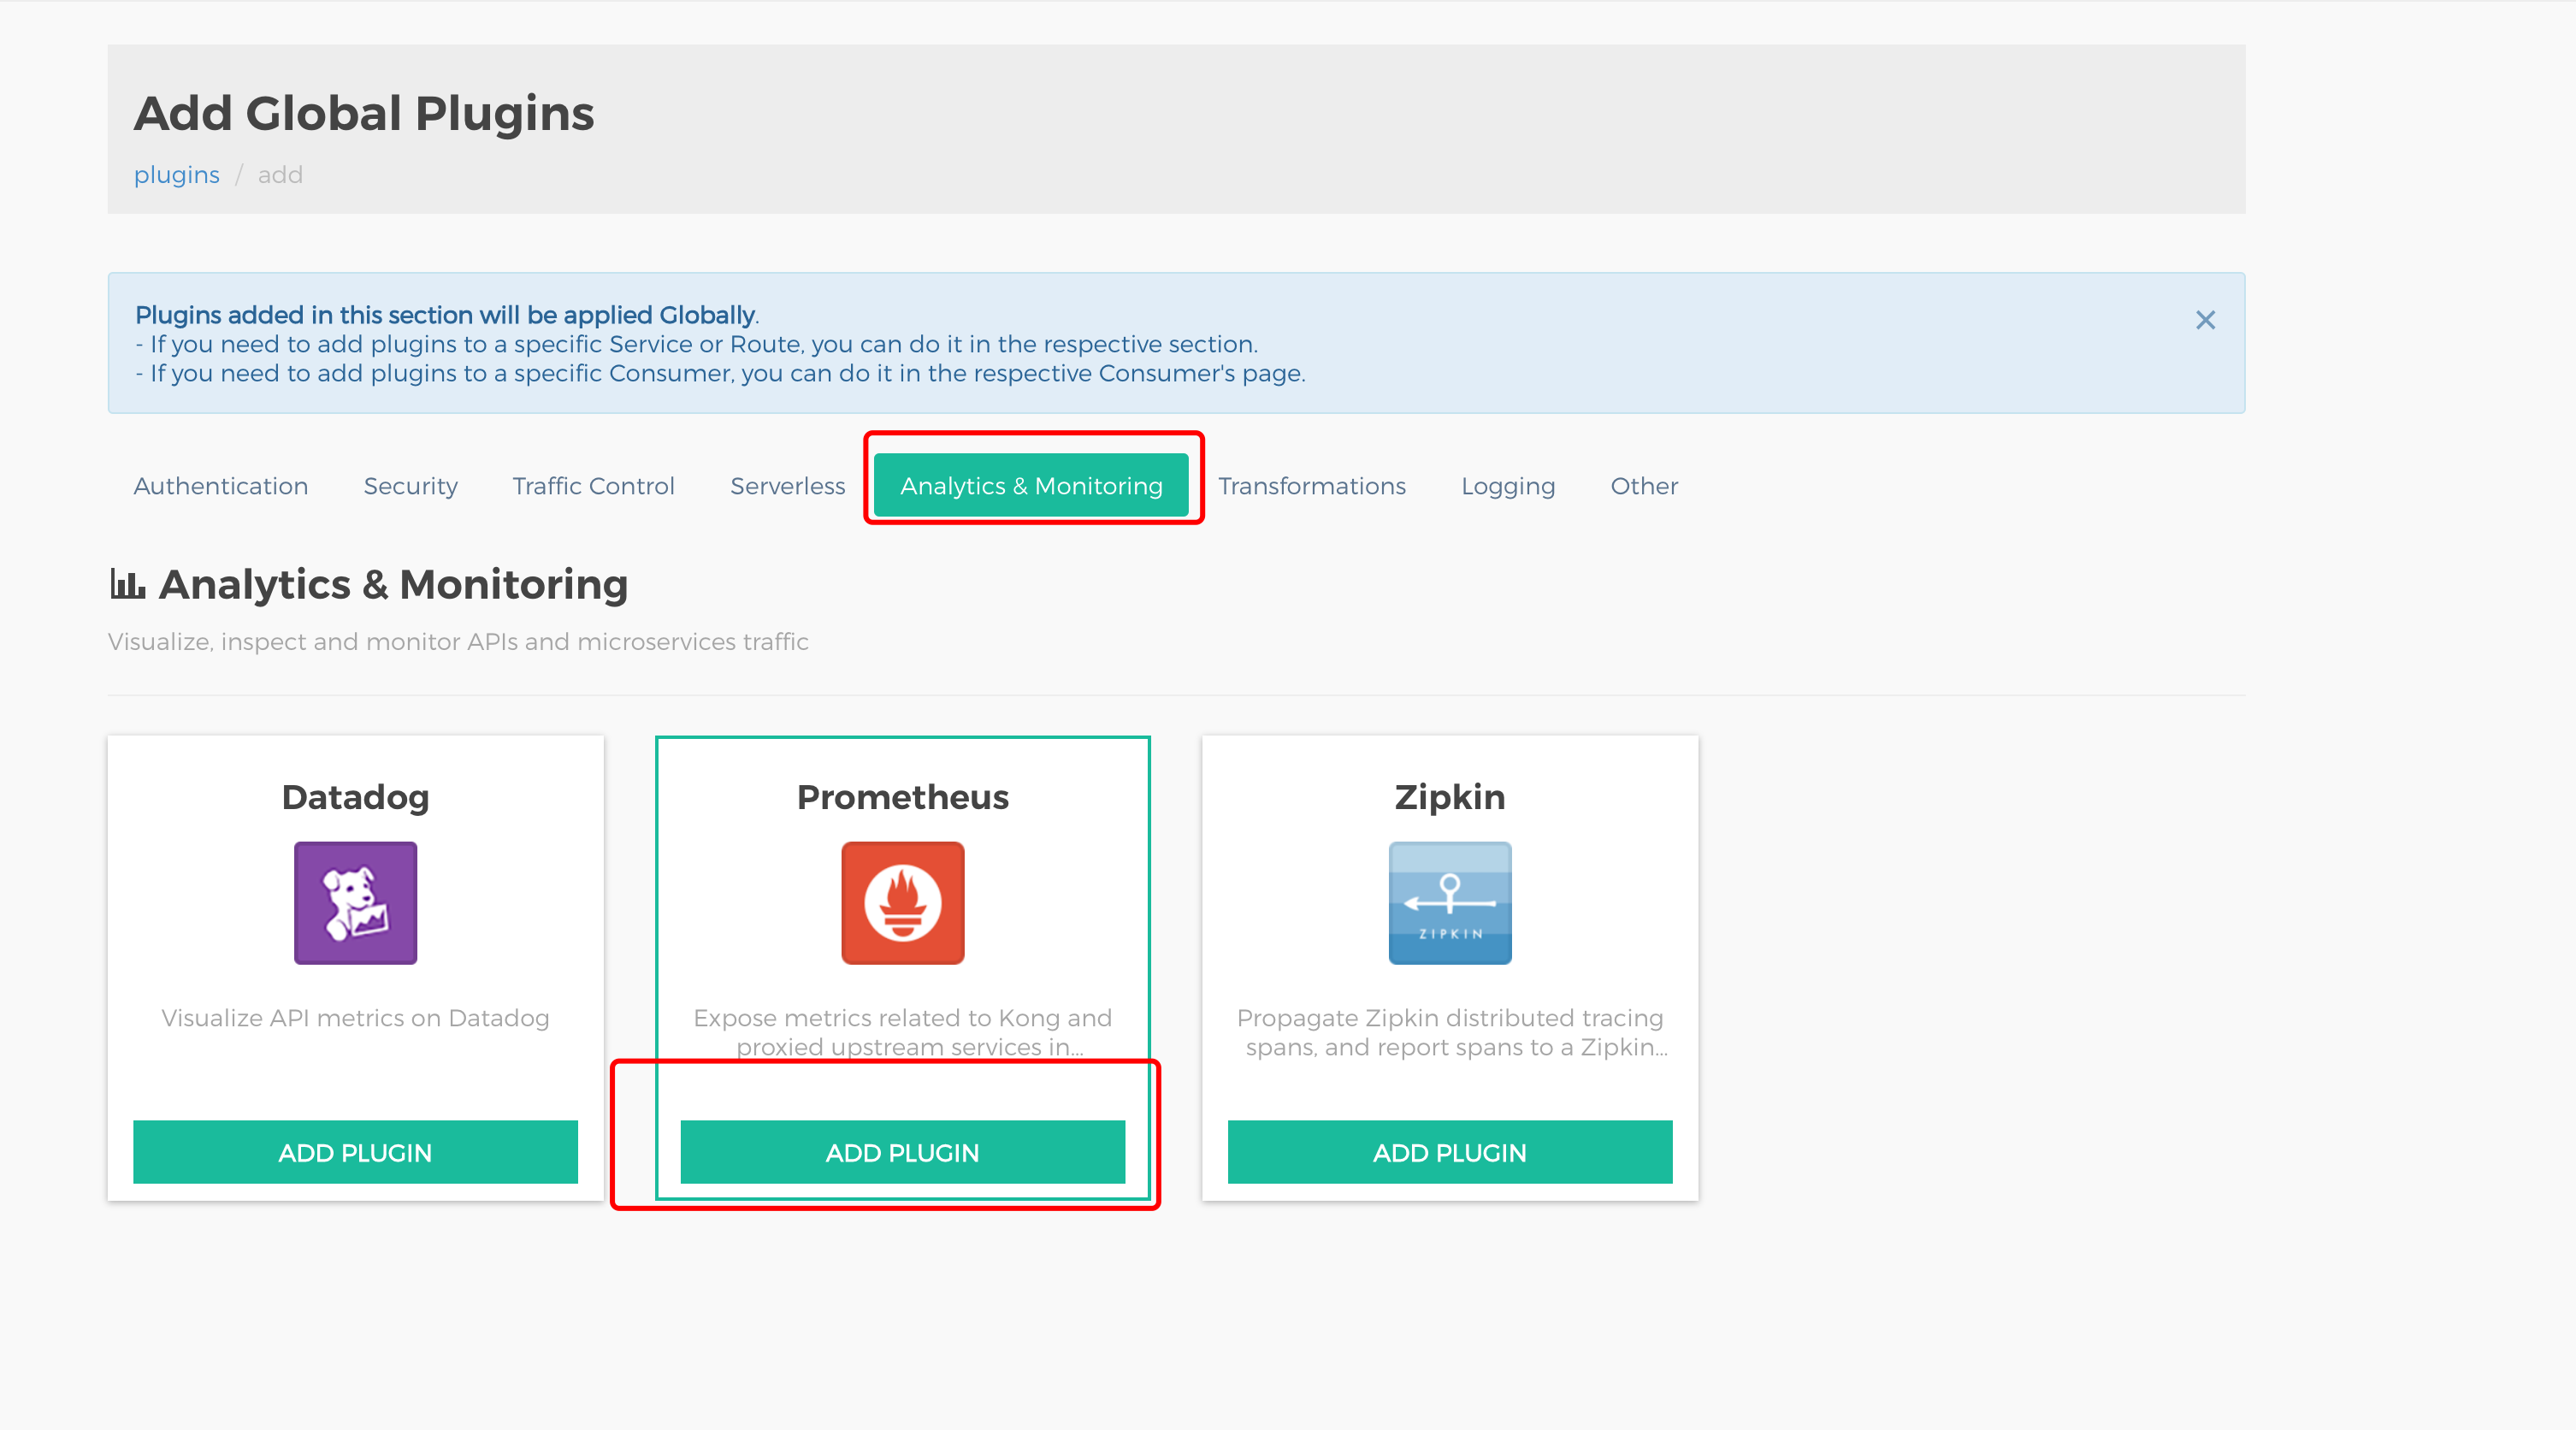 Add Global Plugins
plugins / add
Plugins added in this section will be applied Globally.
- If you need to add plugins to a specific Service or Route, you can do it in the respective section.
- If you need to add plugins to a specific Consumer, you can do it in the respective Consumer's page.
Authentication Security Traffic Control Serverless Analytics & Monitoring Transformations Logging Other
Analytics & Monitoring
Visualize, inspect and monitor APIs and microservices traffic
Datadog
Visualize API metrics on Datadog
ADD PLUGIN
Prometheus
Expose metrics related to Kong and
proxied upstream services in...
ADD PLUGIN
Zipkin
ZIPKIN
Propagate Zipkin distributed tracing
spans, and report spans to a Zipkin...
ADD PLUGIN